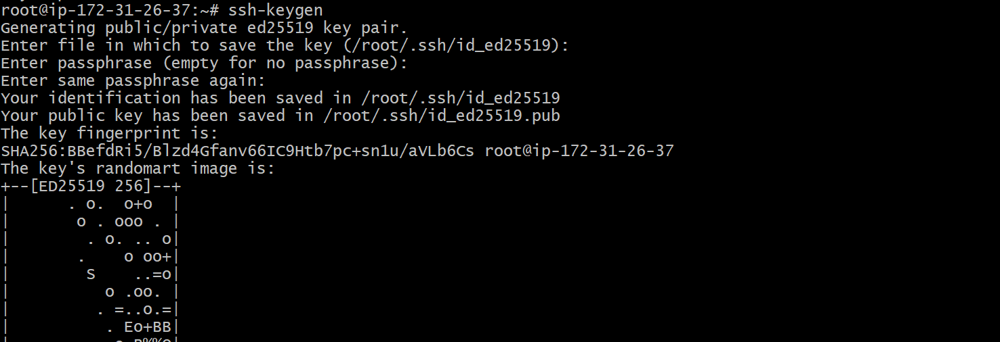 root@ip-172-31-26-37:~# ssh-keygen
Generating public/private ed25519 key pair.
Enter file in which to save the key (/root/.ssh/id_ed25519):
Enter passphrase (empty for no passphrase):
Enter same passphrase again:
Your identification has been saved in /root/.ssh/id_ed25519
Your public key has been saved in /root/.ssh/id_ed25519.pub
The key fingerprint is:
SHA256:BBefdRi5/Blzd4Gfanv66IC9Htb7pc+sn1u/aVLb6Cs root@ip-172-31-26-37
The key's randomart image is:
+--[ED25519 256]--+
|      . o.  o+o  |
|       o . ooo . |
|        . o. .. o|
|       .    o oo+|
|        S    ..=o|
|          o .oo. |
|         . =..o.=|
|          . Eo+BB|